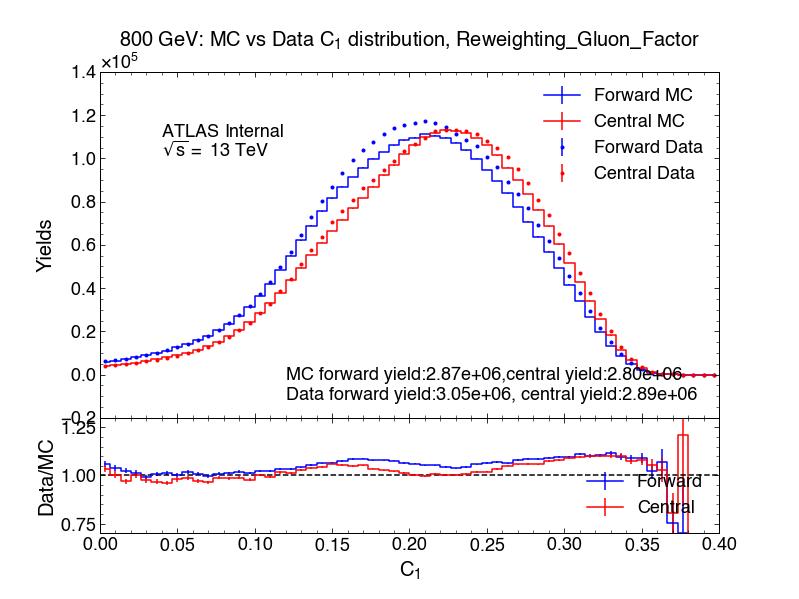 800 GeV: MC vs Data C₁ distribution, Reweighting_Gluon_Factor
×10⁵
1.4
1.2
1.0
0.8
0.6
0.4
0.2
0.0
−0.2
Yields
ATLAS Internal
√s = 13 TeV
Forward MC
Central MC
Forward Data
Central Data
MC forward yield:2.87e+06,central yield:2.80e+06
Data forward yield:3.05e+06, central yield:2.89e+06
1.25
1.00
0.75
Data/MC
Forward
Central
0.00 0.05 0.10 0.15 0.20 0.25 0.30 0.35 0.40
C₁